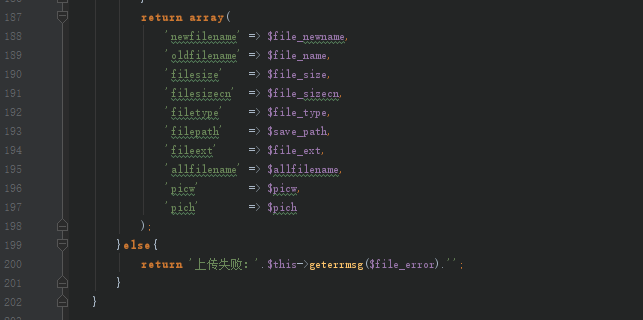 187 return array(
188 'newfilename' => $file_newname,
189 'oldfilename' => $file_name,
190 'filesize' => $file_size,
191 'filesizecn' => $file_sizecn,
192 'filetype' => $file_type,
193 'filepath' => $save_path,
194 'fileext' => $file_ext,
195 'allfilename' => $allfilename,
196 'picw' => $picw,
197 'pich' => $pich
198 );
199 }else{
200 return '上传失败：'.$this->geterrmsg($file_error).'';
201 }
202 }